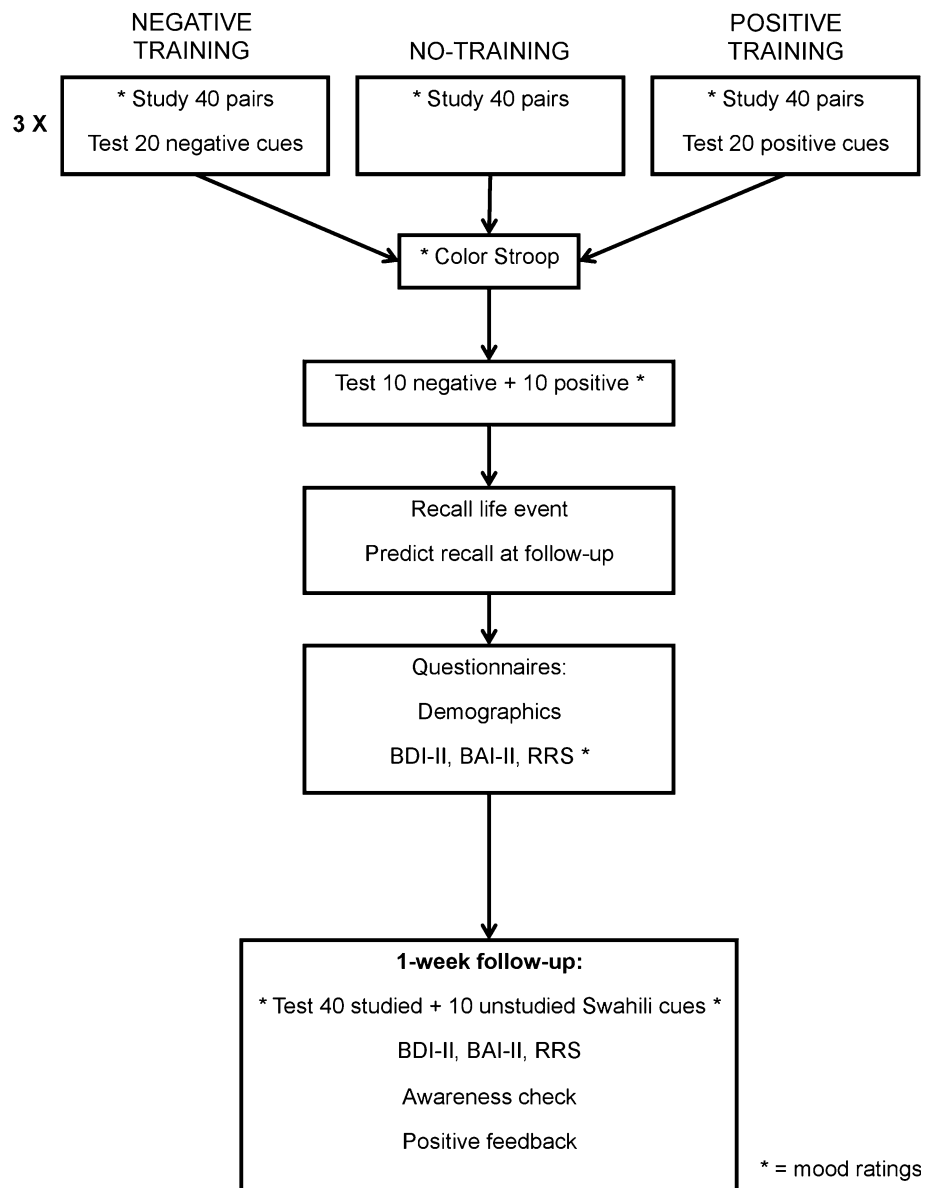 NEGATIVE
TRAINING
NO-TRAINING
POSITIVE
TRAINING
3 X
* Study 40 pairs
Test 20 negative cues
* Study 40 pairs
* Study 40 pairs
Test 20 positive cues
* Color Stroop
Test 10 negative + 10 positive *
Recall life event
Predict recall at follow-up
Questionnaires:
Demographics
BDI-II, BAI-II, RRS *
1-week follow-up:
* Test 40 studied + 10 unstudied Swahili cues *
BDI-II, BAI-II, RRS
Awareness check
Positive feedback
* = mood ratings